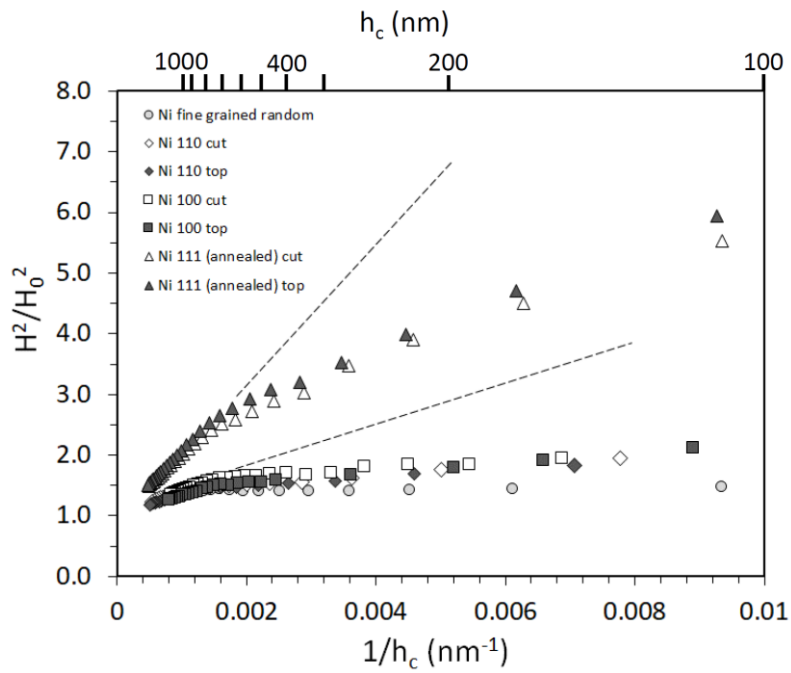 h_c (nm)
1000 400 200 100
8.0
7.0
6.0
5.0
4.0
3.0
2.0
1.0
0.0
H²/H₀²
Ni fine grained random
Ni 110 cut
Ni 110 top
Ni 100 cut
Ni 100 top
Ni 111 (annealed) cut
Ni 111 (annealed) top
0 0.002 0.004 0.006 0.008 0.01
1/h_c (nm⁻¹)